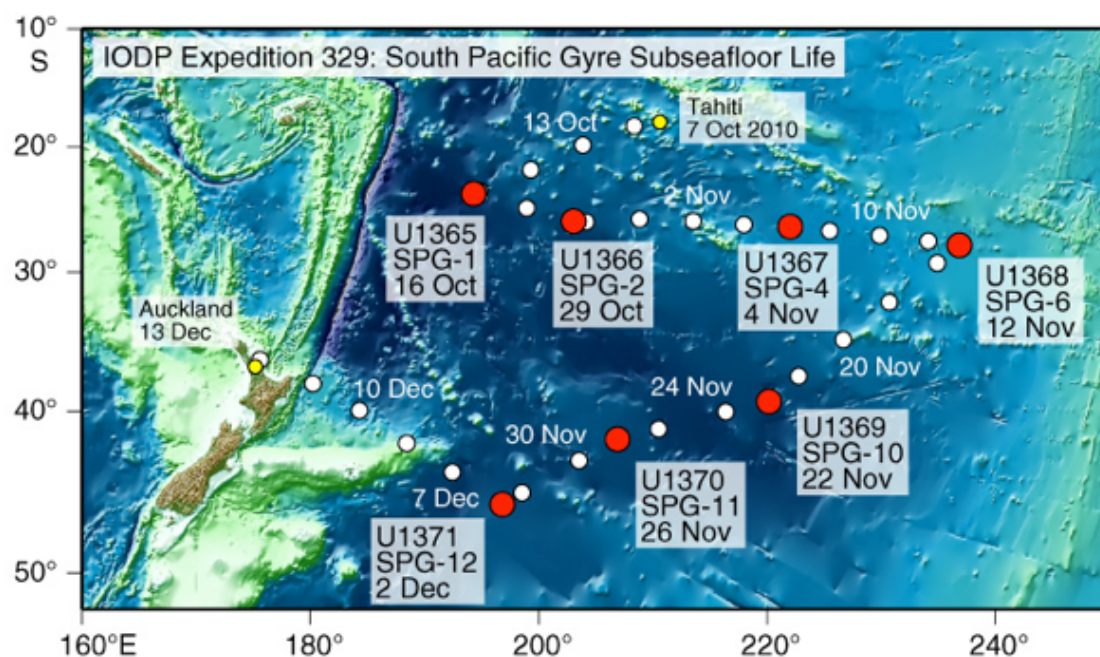 10°
S
IODP Expedition 329: South Pacific Gyre Subseafloor Life
Tahiti
7 Oct 2010
13 Oct
20°
2 Nov
10 Nov
U1365
SPG-1
16 Oct
U1366
SPG-2
29 Oct
U1367
SPG-4
4 Nov
U1368
SPG-6
12 Nov
30°
Auckland
13 Dec
20 Nov
10 Dec
24 Nov
40°
30 Nov
U1369
SPG-10
22 Nov
U1370
SPG-11
26 Nov
7 Dec
U1371
SPG-12
2 Dec
50°
160°E
180°
200°
220°
240°